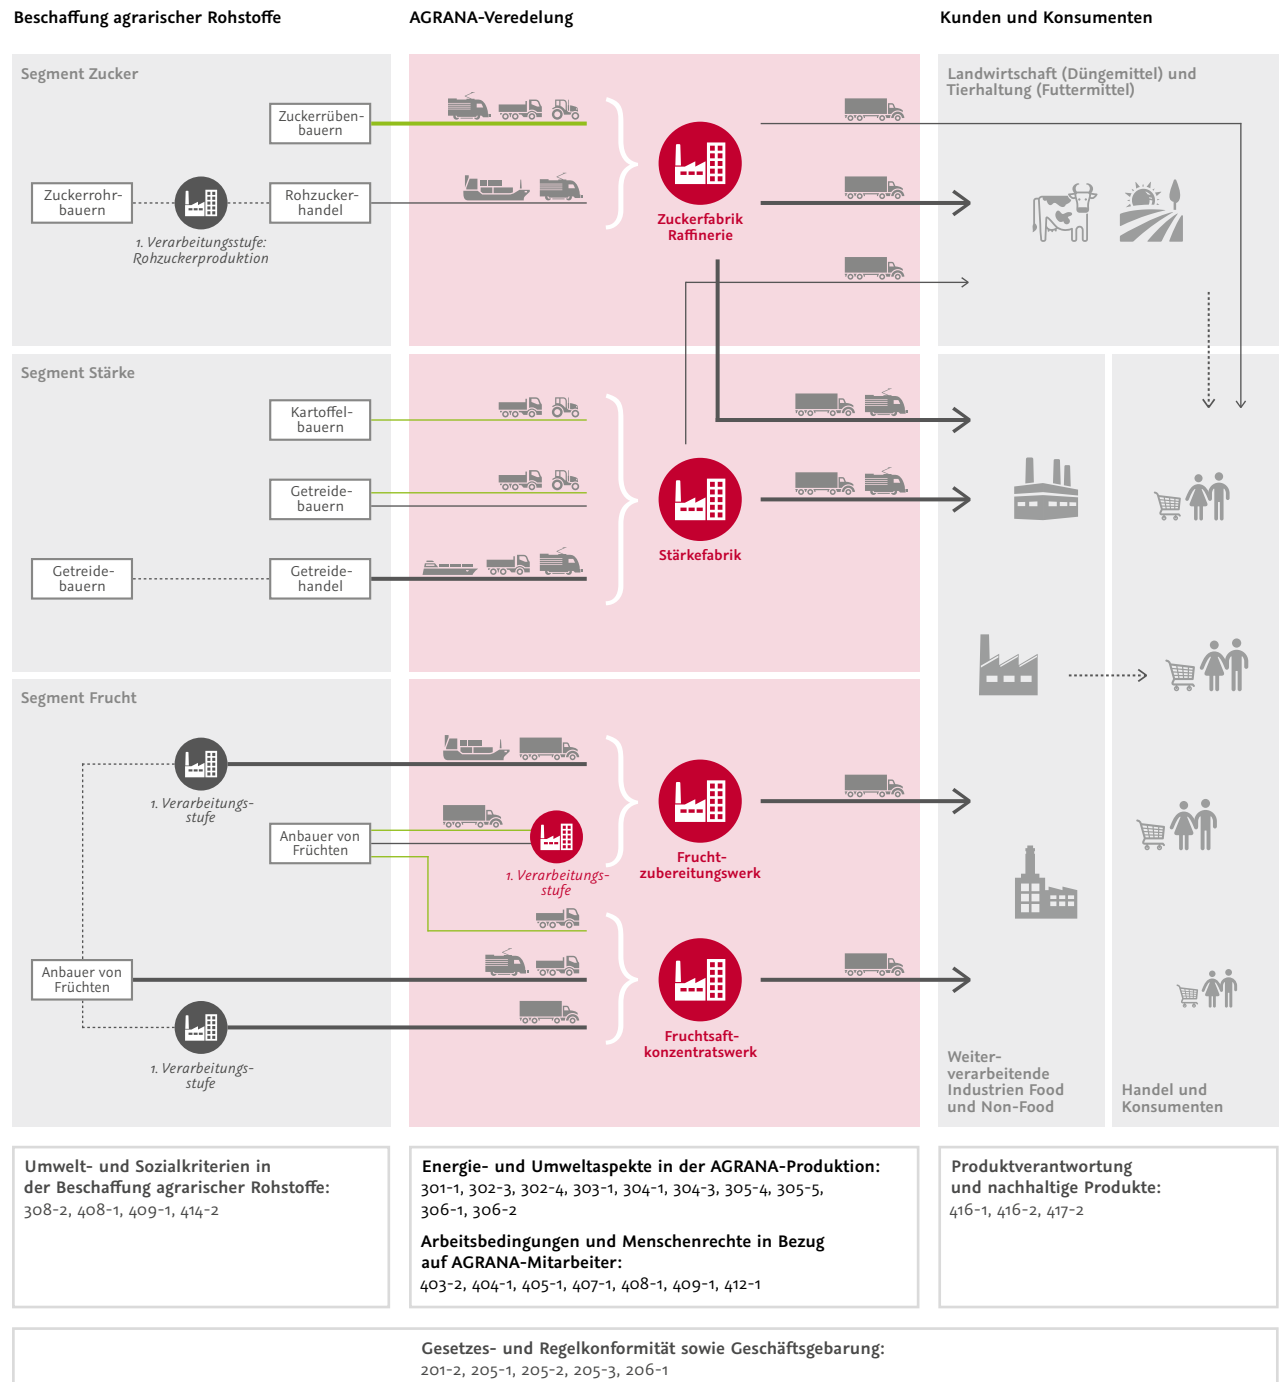 Beschaffung agrarischer Rohstoffe
AGRANA-Veredelung
Kunden und Konsumenten
Segment Zucker
Zuckerrüben-
bauern
Zuckerrohr-
bauern
Rohzucker-
handel
1. Verarbeitungsstufe:
Rohzuckerproduktion
Zuckerfabrik
Raffinerie
Landwirtschaft (Düngemittel) und
Tierhaltung (Futtermittel)
Segment Stärke
Kartoffel-
bauern
Getreide-
bauern
Getreide-
bauern
Getreide-
handel
Stärkefabrik
Segment Frucht
1. Verarbeitungs-
stufe
Anbauer von
Früchten
1. Verarbeitungs-
stufe
Frucht-
zubereitungswerk
Anbauer von
Früchten
1. Verarbeitungs-
stufe
Fruchtsaft-
konzentratswerk
Weiter-
verarbeitende
Industrien Food
und Non-Food
Handel und
Konsumenten
Umwelt- und Sozialkriterien in
der Beschaffung agrarischer Rohstoffe:
308-2, 408-1, 409-1, 414-2
Energie- und Umweltaspekte in der AGRANA-Produktion:
301-1, 302-3, 302-4, 303-1, 304-1, 304-3, 305-4, 305-5,
306-1, 306-2
Arbeitsbedingungen und Menschenrechte in Bezug
auf AGRANA-Mitarbeiter:
403-2, 404-1, 405-1, 407-1, 408-1, 409-1, 412-1
Produktverantwortung
und nachhaltige Produkte:
416-1, 416-2, 417-2
Gesetzes- und Regelkonformität sowie Geschäftsgebarung:
201-2, 205-1, 205-2, 205-3, 206-1